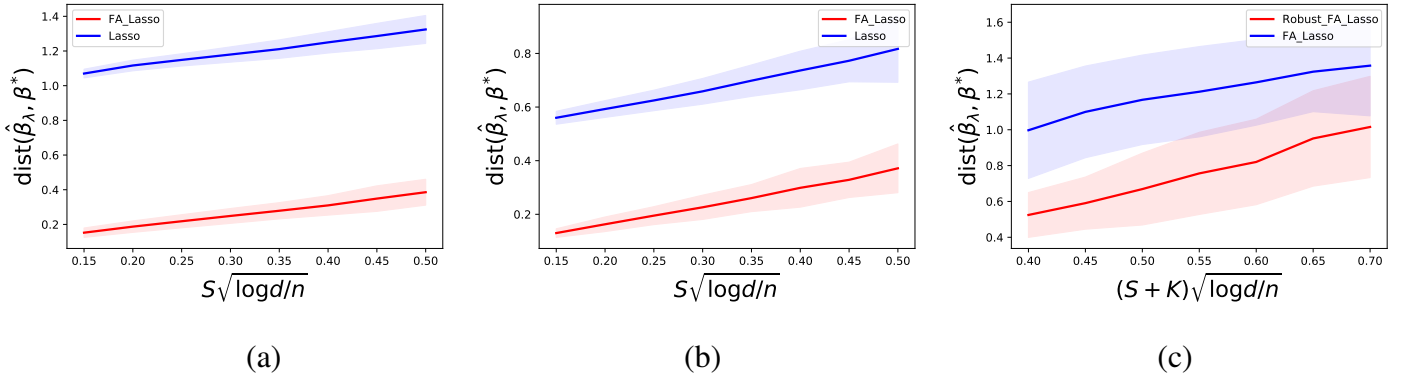 FA_Lasso
Lasso
1.4
1.2
1.0
0.8
0.6
0.4
0.2
dist(β̂_λ, β*)
0.15 0.20 0.25 0.30 0.35 0.40 0.45 0.50
S√logd/n
(a)
FA_Lasso
Lasso
0.8
0.6
0.4
0.2
dist(β̂_λ, β*)
0.15 0.20 0.25 0.30 0.35 0.40 0.45 0.50
S√logd/n
(b)
Robust_FA_Lasso
FA_Lasso
1.6
1.4
1.2
1.0
0.8
0.6
0.4
dist(β̂_λ, β*)
0.40 0.45 0.50 0.55 0.60 0.65 0.70
(S + K)√logd/n
(c)